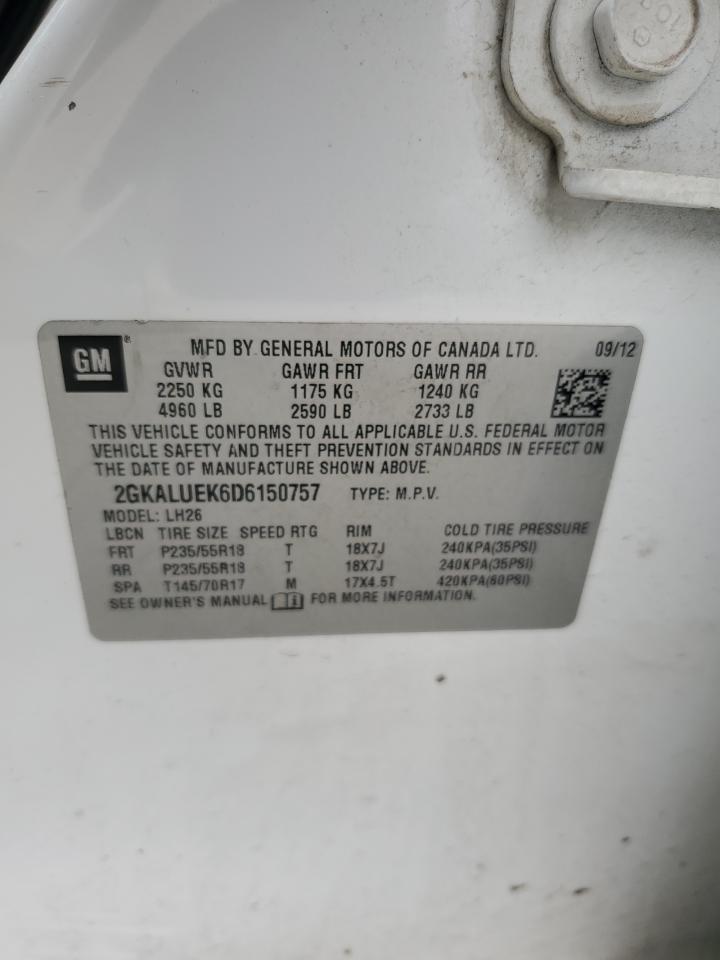 GM ® MFD BY GENERAL MOTORS OF CANADA LTD. 09/12
GVWR GAWR FRT GAWR RR
2250 KG 1175 KG 1240 KG
4960 LB 2590 LB 2733 LB
THIS VEHICLE CONFORMS TO ALL APPLICABLE U.S. FEDERAL MOTOR
VEHICLE SAFETY AND THEFT PREVENTION STANDARDS IN EFFECT ON
THE DATE OF MANUFACTURE SHOWN ABOVE.
2GKALUEK6D6150757 TYPE: M.P.V.
MODEL: LH26
LBCN TIRE SIZE SPEED RTG RIM COLD TIRE PRESSURE
FRT P235/55R18 T 18X7J 240KPA(35PSI)
RR P235/55R18 T 18X7J 240KPA(35PSI)
SPA T145/70R17 M 17X4.5T 420KPA(60PSI)
SEE OWNER'S MANUAL FOR MORE INFORMATION.